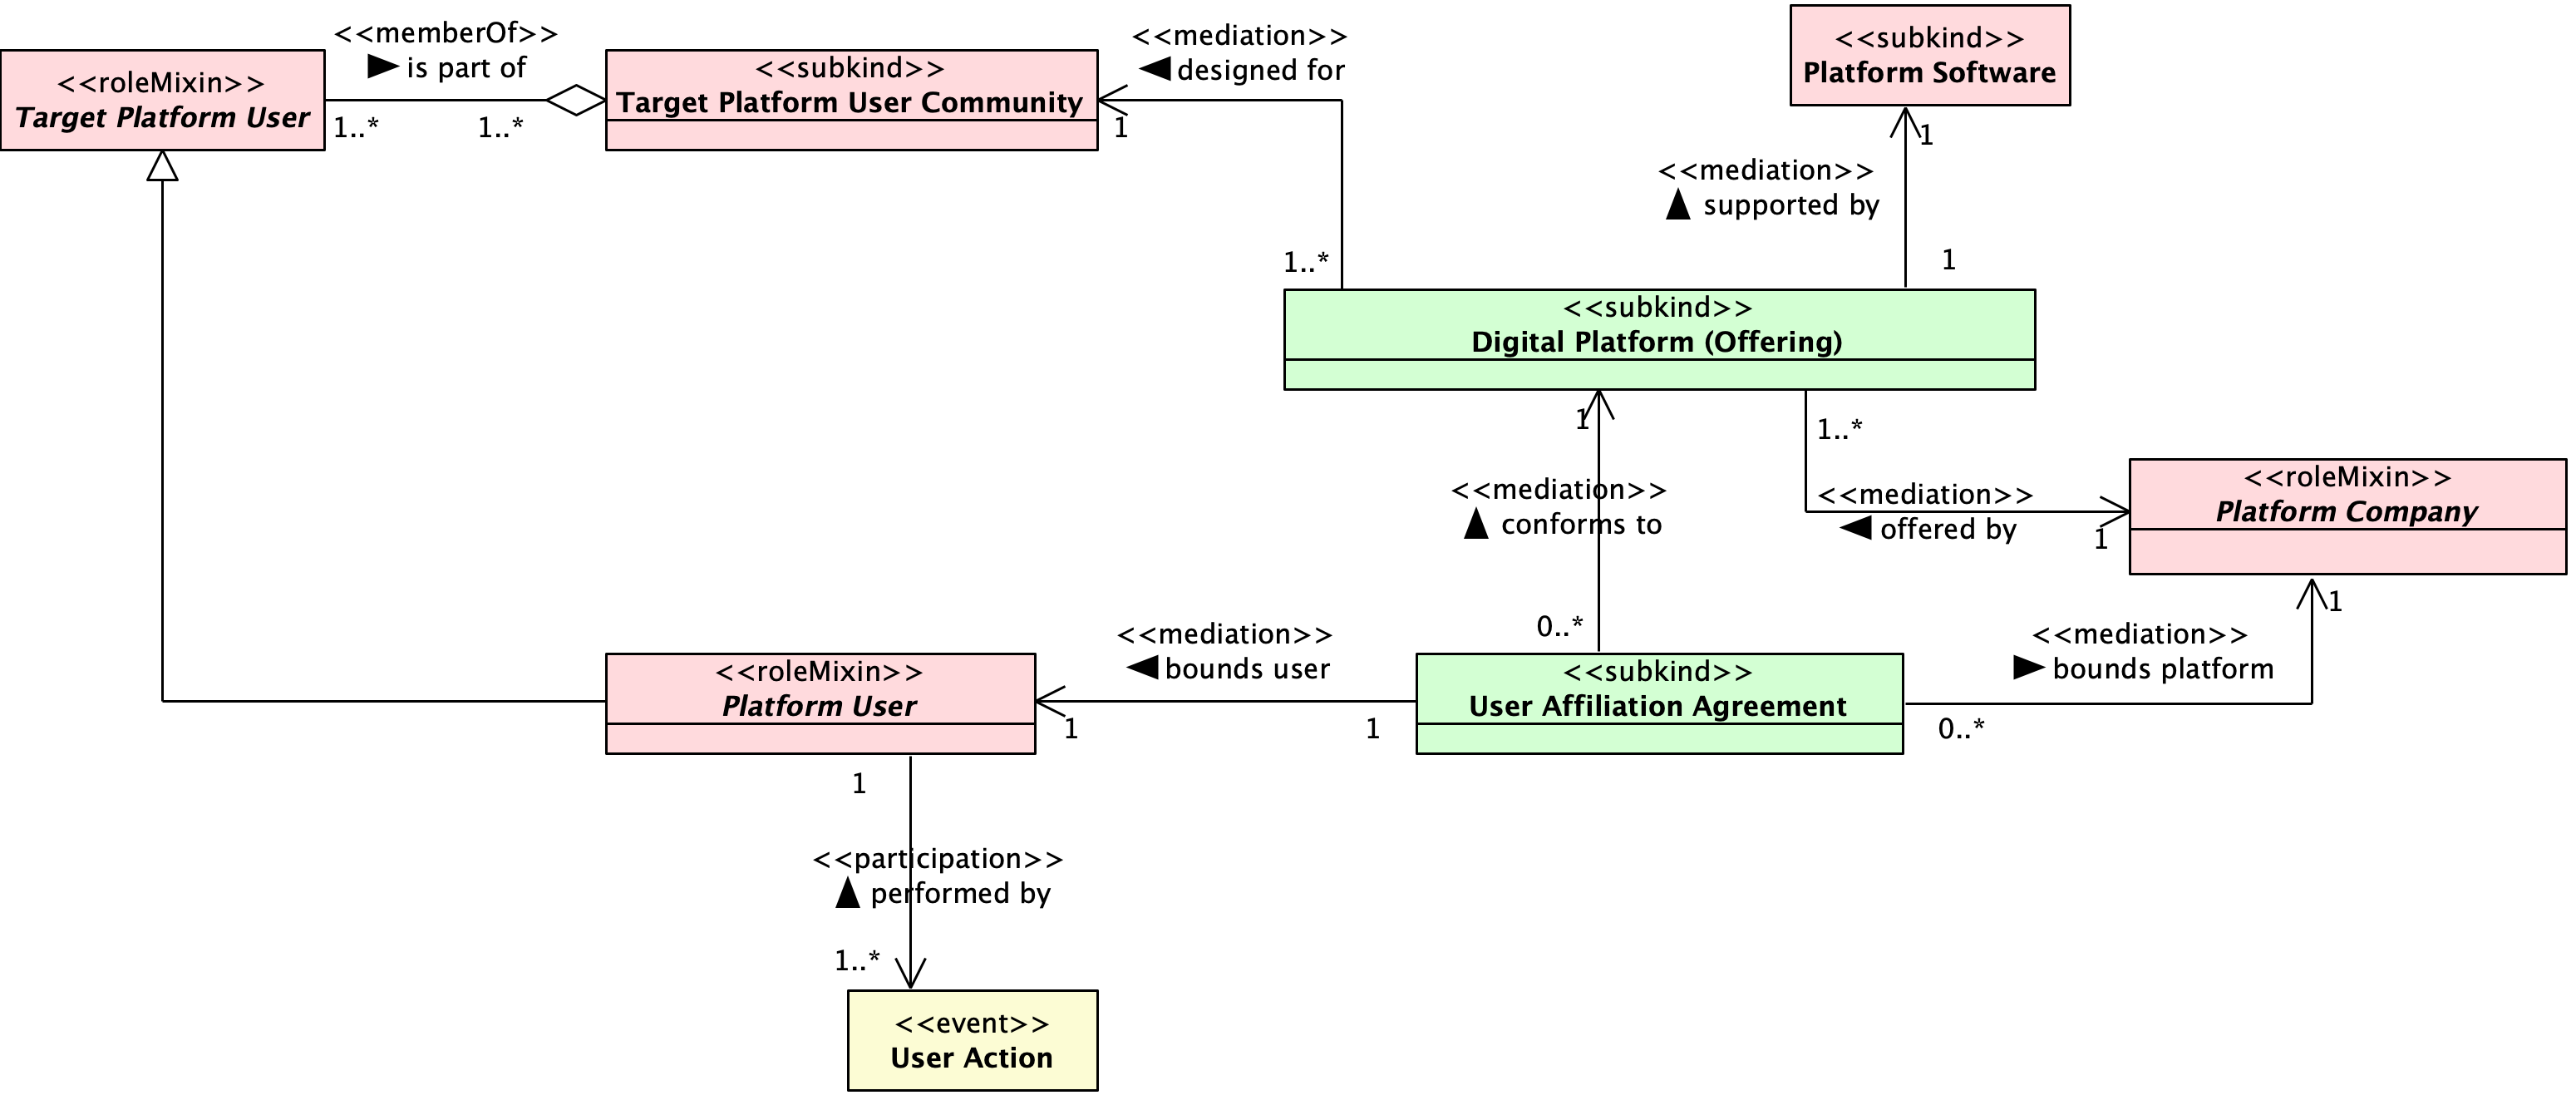 <<memberOf>>
▶ is part of
<<roleMixin>>
Target Platform User
1..*
1..*
<<subkind>>
Target Platform User Community
<<mediation>>
◀ designed for
1
1..*
<<subkind>>
Platform Software
1
<<mediation>>
▲ supported by
1
<<subkind>>
Digital Platform (Offering)
1
1..*
<<mediation>>
▲ conforms to
0..*
<<mediation>>
◀ offered by
1
<<roleMixin>>
Platform Company
1
<<mediation>>
▶ bounds platform
0..*
<<roleMixin>>
Platform User
<<mediation>>
◀ bounds user
1
1
<<subkind>>
User Affiliation Agreement
1
<<participation>>
▲ performed by
1..*
<<event>>
User Action